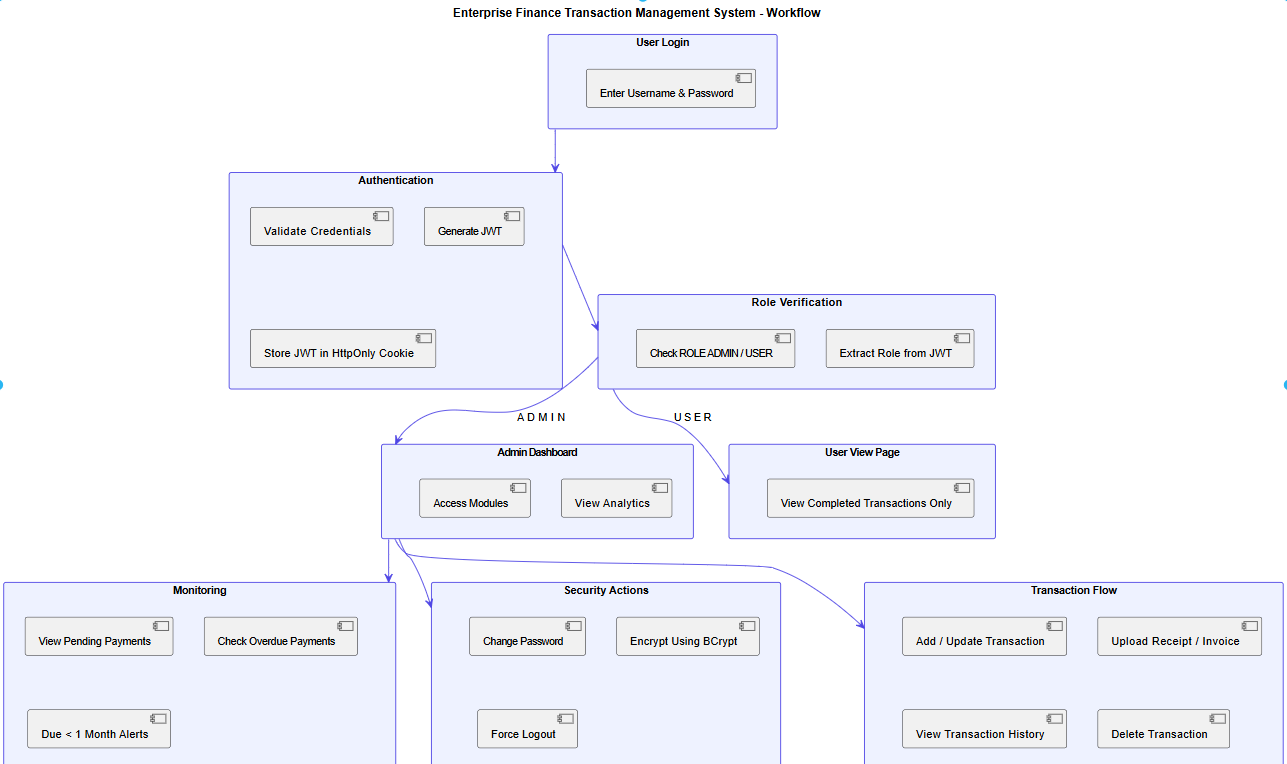 Enterprise Finance Transaction Management System - Workflow
User Login
Enter Username & Password
Authentication
Validate Credentials
Generate JWT
Store JWT in HttpOnly Cookie
Role Verification
Check ROLE ADMIN / USER
Extract Role from JWT
ADMIN
USER
Admin Dashboard
Access Modules
View Analytics
User View Page
View Completed Transactions Only
Monitoring
View Pending Payments
Check Overdue Payments
Due < 1 Month Alerts
Security Actions
Change Password
Encrypt Using BCrypt
Force Logout
Transaction Flow
Add / Update Transaction
Upload Receipt / Invoice
View Transaction History
Delete Transaction